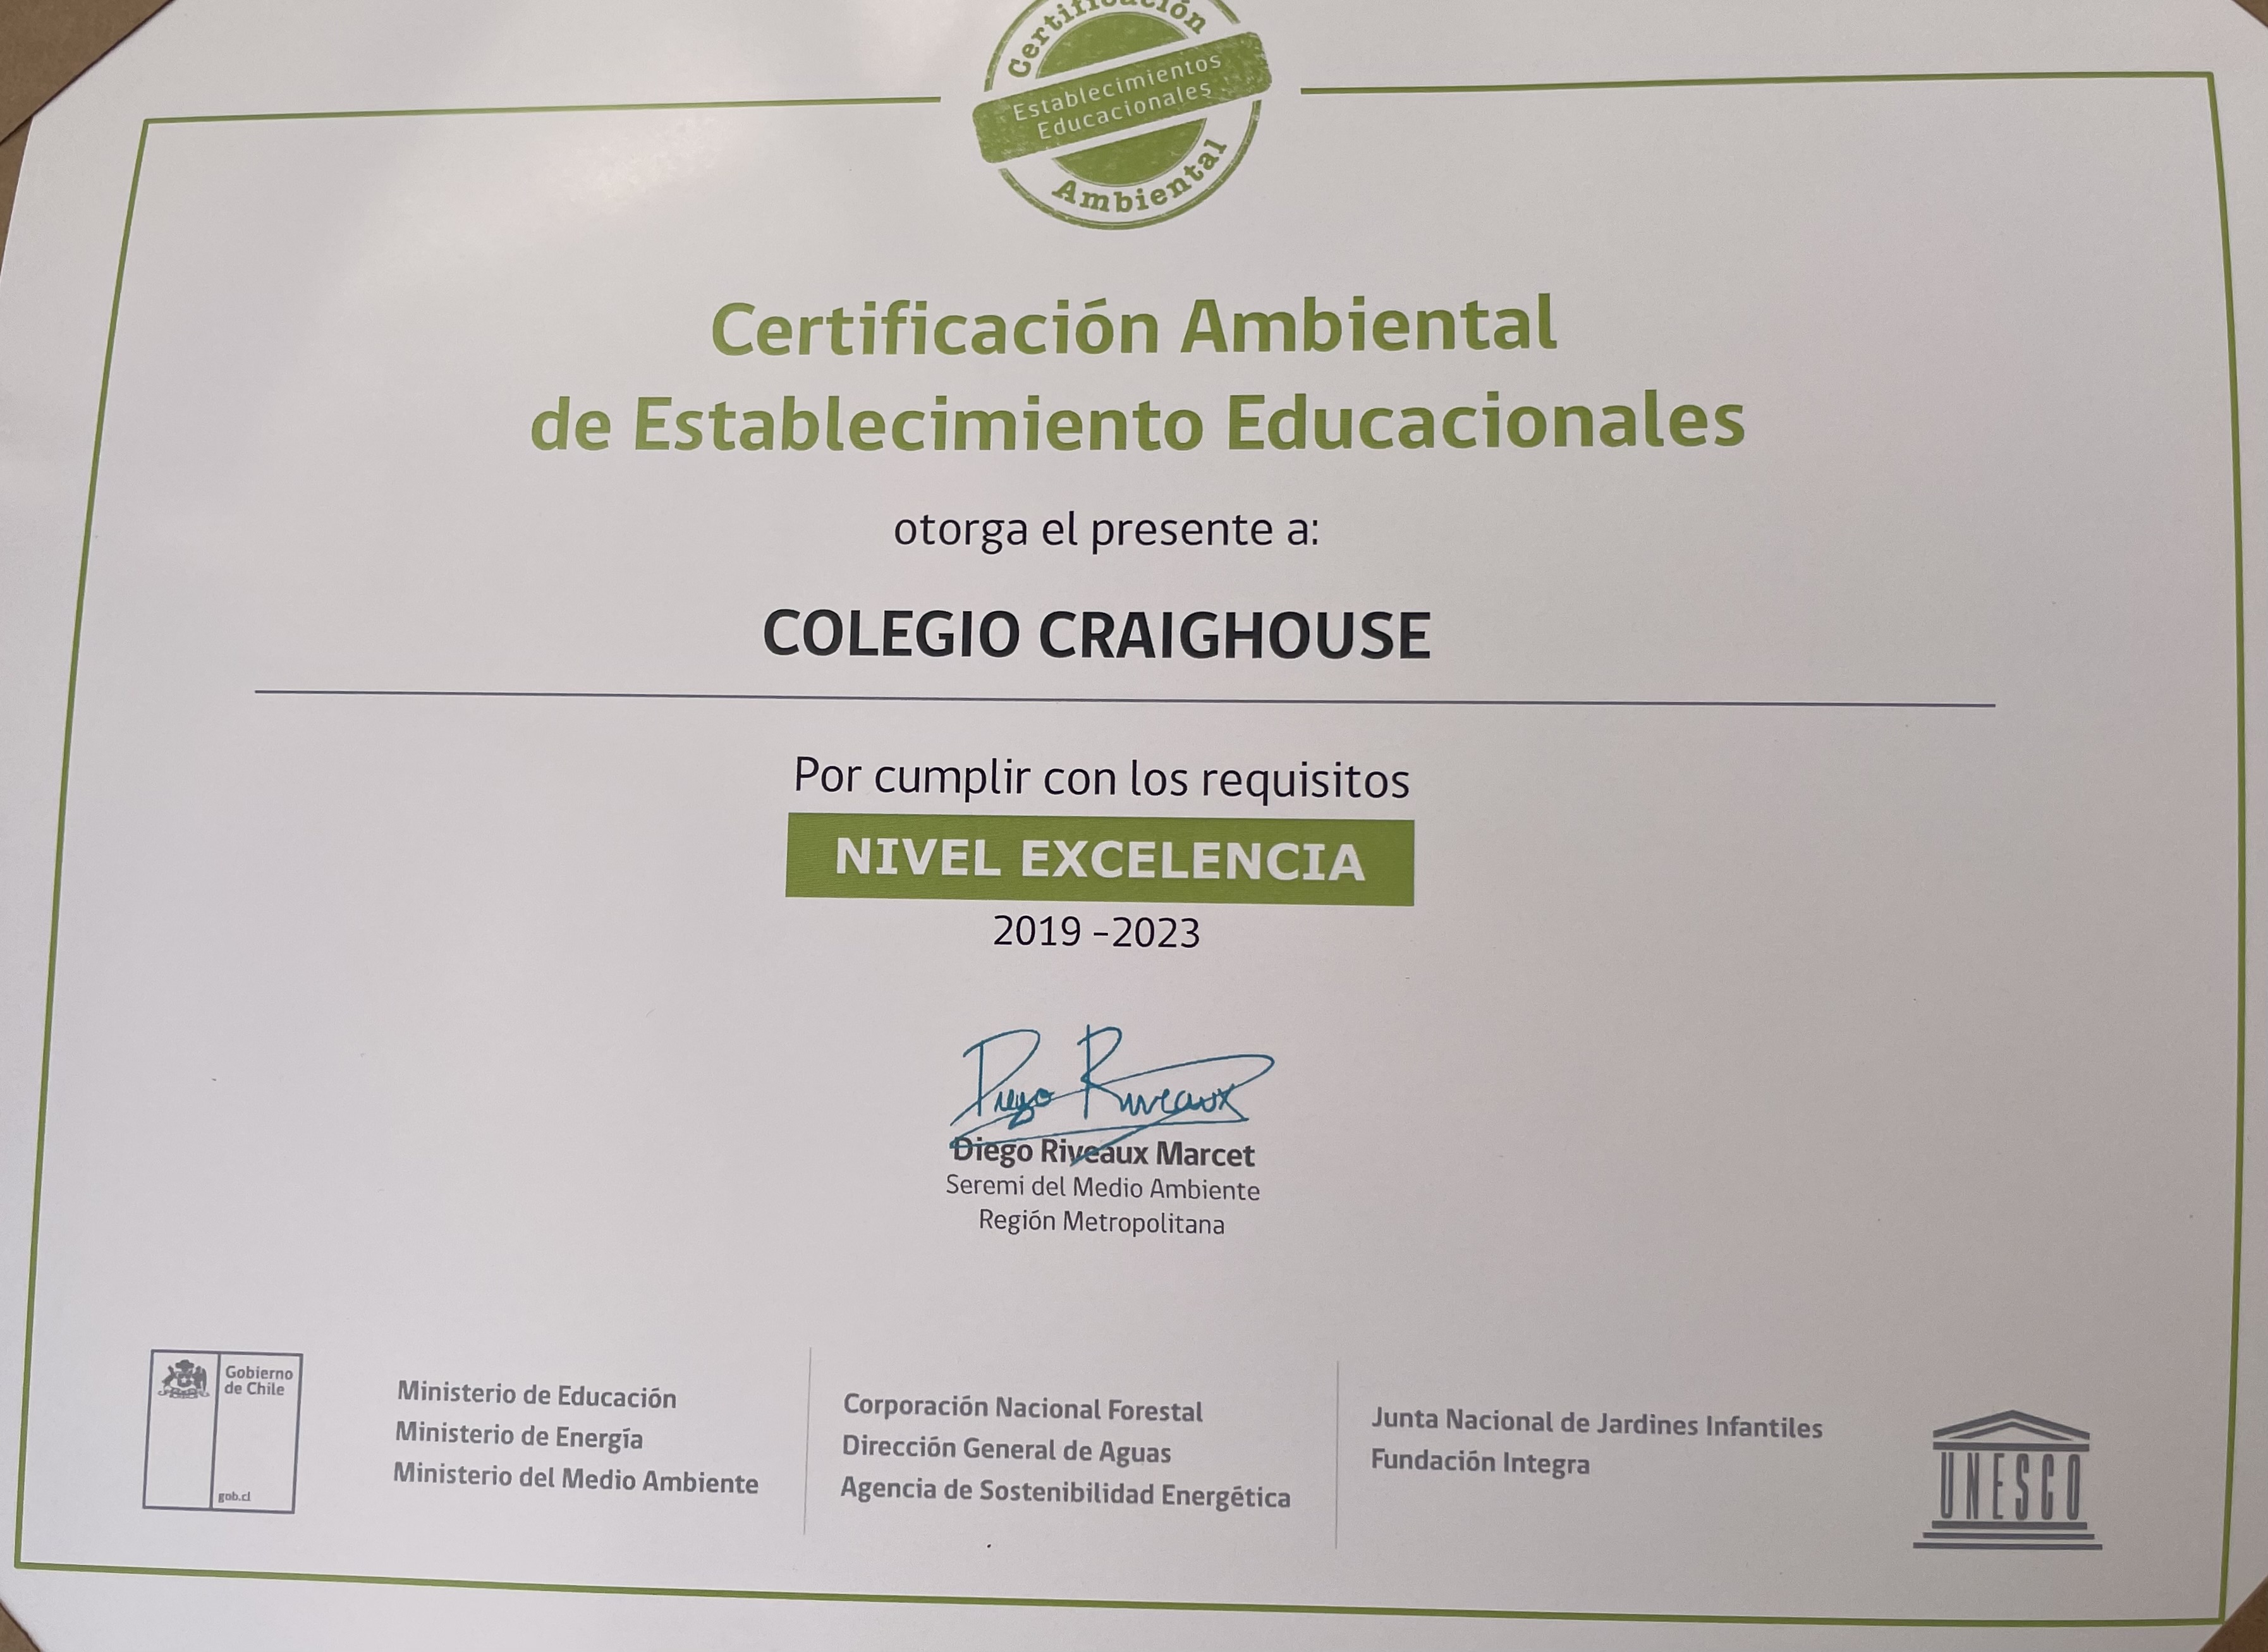 Certificación
Establecimientos
Educacionales
Ambiental
Certificación Ambiental
de Establecimiento Educacionales
otorga el presente a:
COLEGIO CRAIGHOUSE
Por cumplir con los requisitos
NIVEL EXCELENCIA
2019 -2023
Diego Riveaux
Diego Riveaux Marcet
Seremi del Medio Ambiente
Región Metropolitana
Gobierno
de Chile
gob.cl
Ministerio de Educación
Ministerio de Energía
Ministerio del Medio Ambiente
Corporación Nacional Forestal
Dirección General de Aguas
Agencia de Sostenibilidad Energética
Junta Nacional de Jardines Infantiles
Fundación Integra
UNESCO